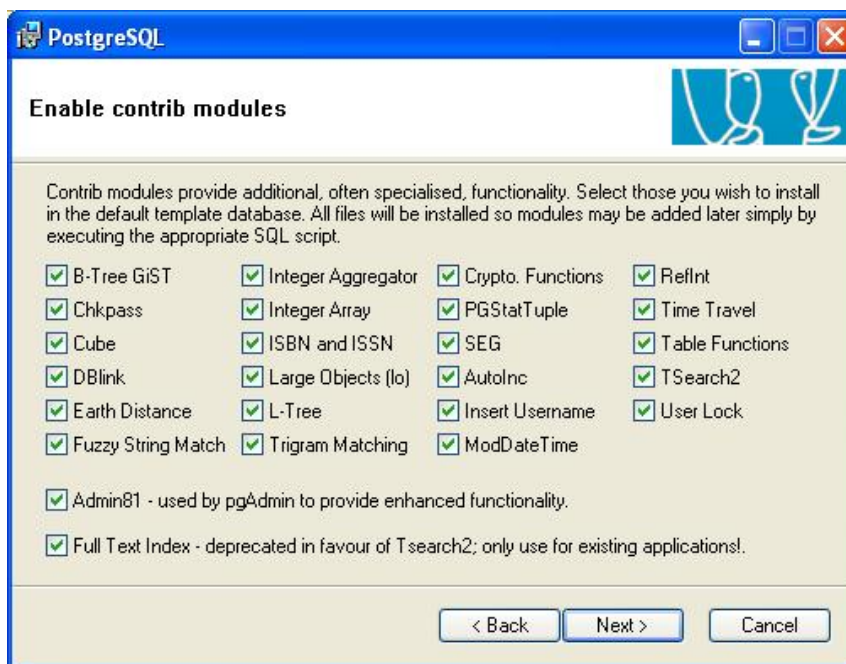 PostgreSQL
Enable contrib modules
Contrib modules provide additional, often specialised, functionality. Select those you wish to install
in the default template database. All files will be installed so modules may be added later simply by
executing the appropriate SQL script.
B-Tree GiST Integer Aggregator Crypto. Functions RefInt
Chkpass Integer Array PGStatTuple Time Travel
Cube ISBN and ISSN SEG Table Functions
DBlink Large Objects (lo) AutoInc TSearch2
Earth Distance L-Tree Insert Username User Lock
Fuzzy String Match Trigram Matching ModDateTime
Admin81 - used by pgAdmin to provide enhanced functionality.
Full Text Index - deprecated in favour of Tsearch2; only use for existing applications!.
< Back Next > Cancel